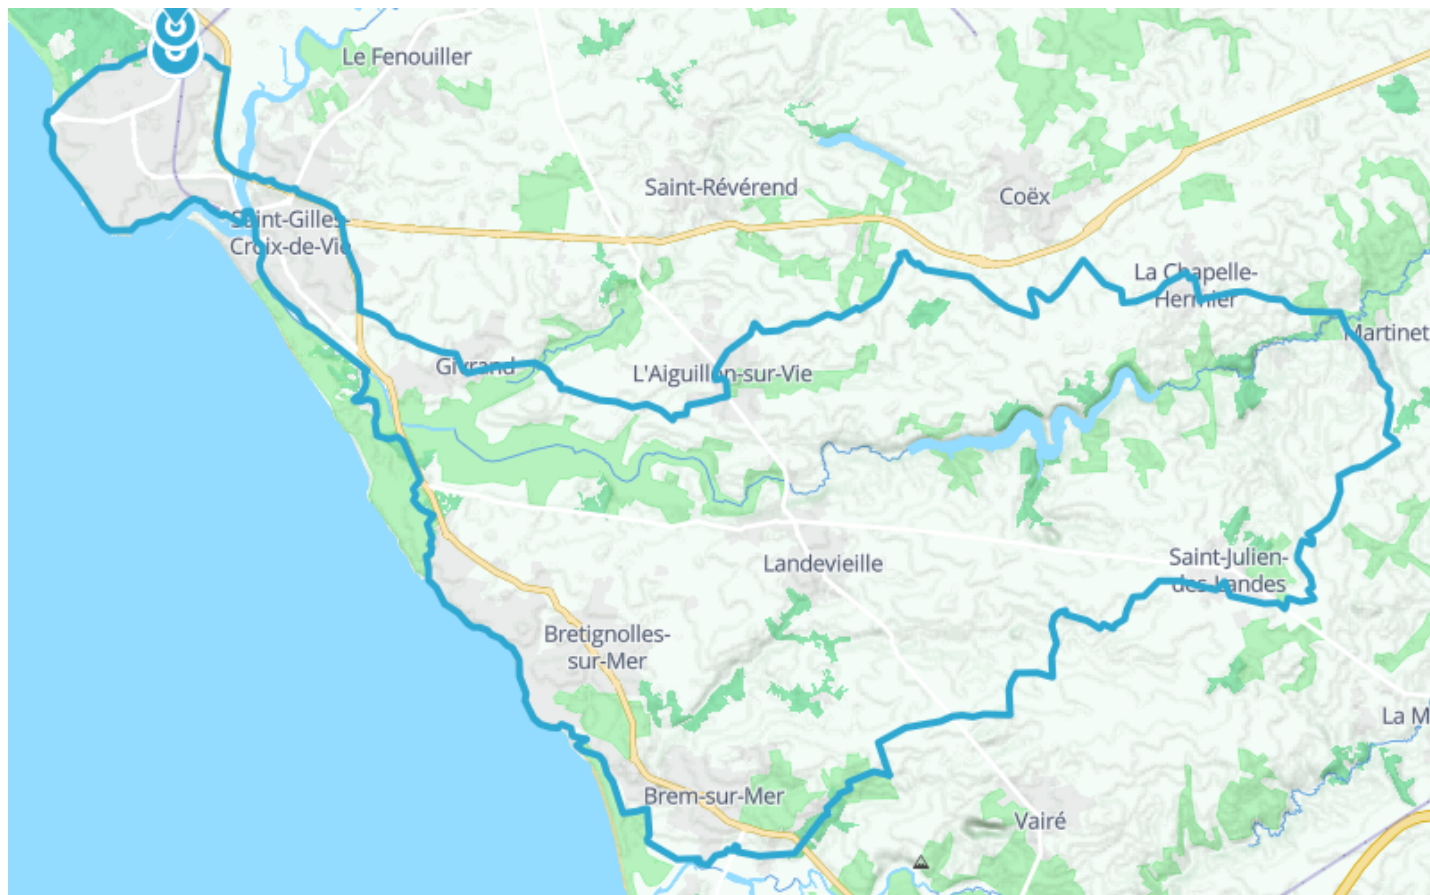 Le Fenouiller
Saint-Révérend
Coëx
Saint-Gilles-
Croix-de-Vie
La Chapelle-
Hermier
Martinet
Givrand
L'Aiguillon-sur-Vie
Landevieille
Saint-Julien-
des-Landes
Bretignolles-
sur-Mer
La M
Brem-sur-Mer
Vairé